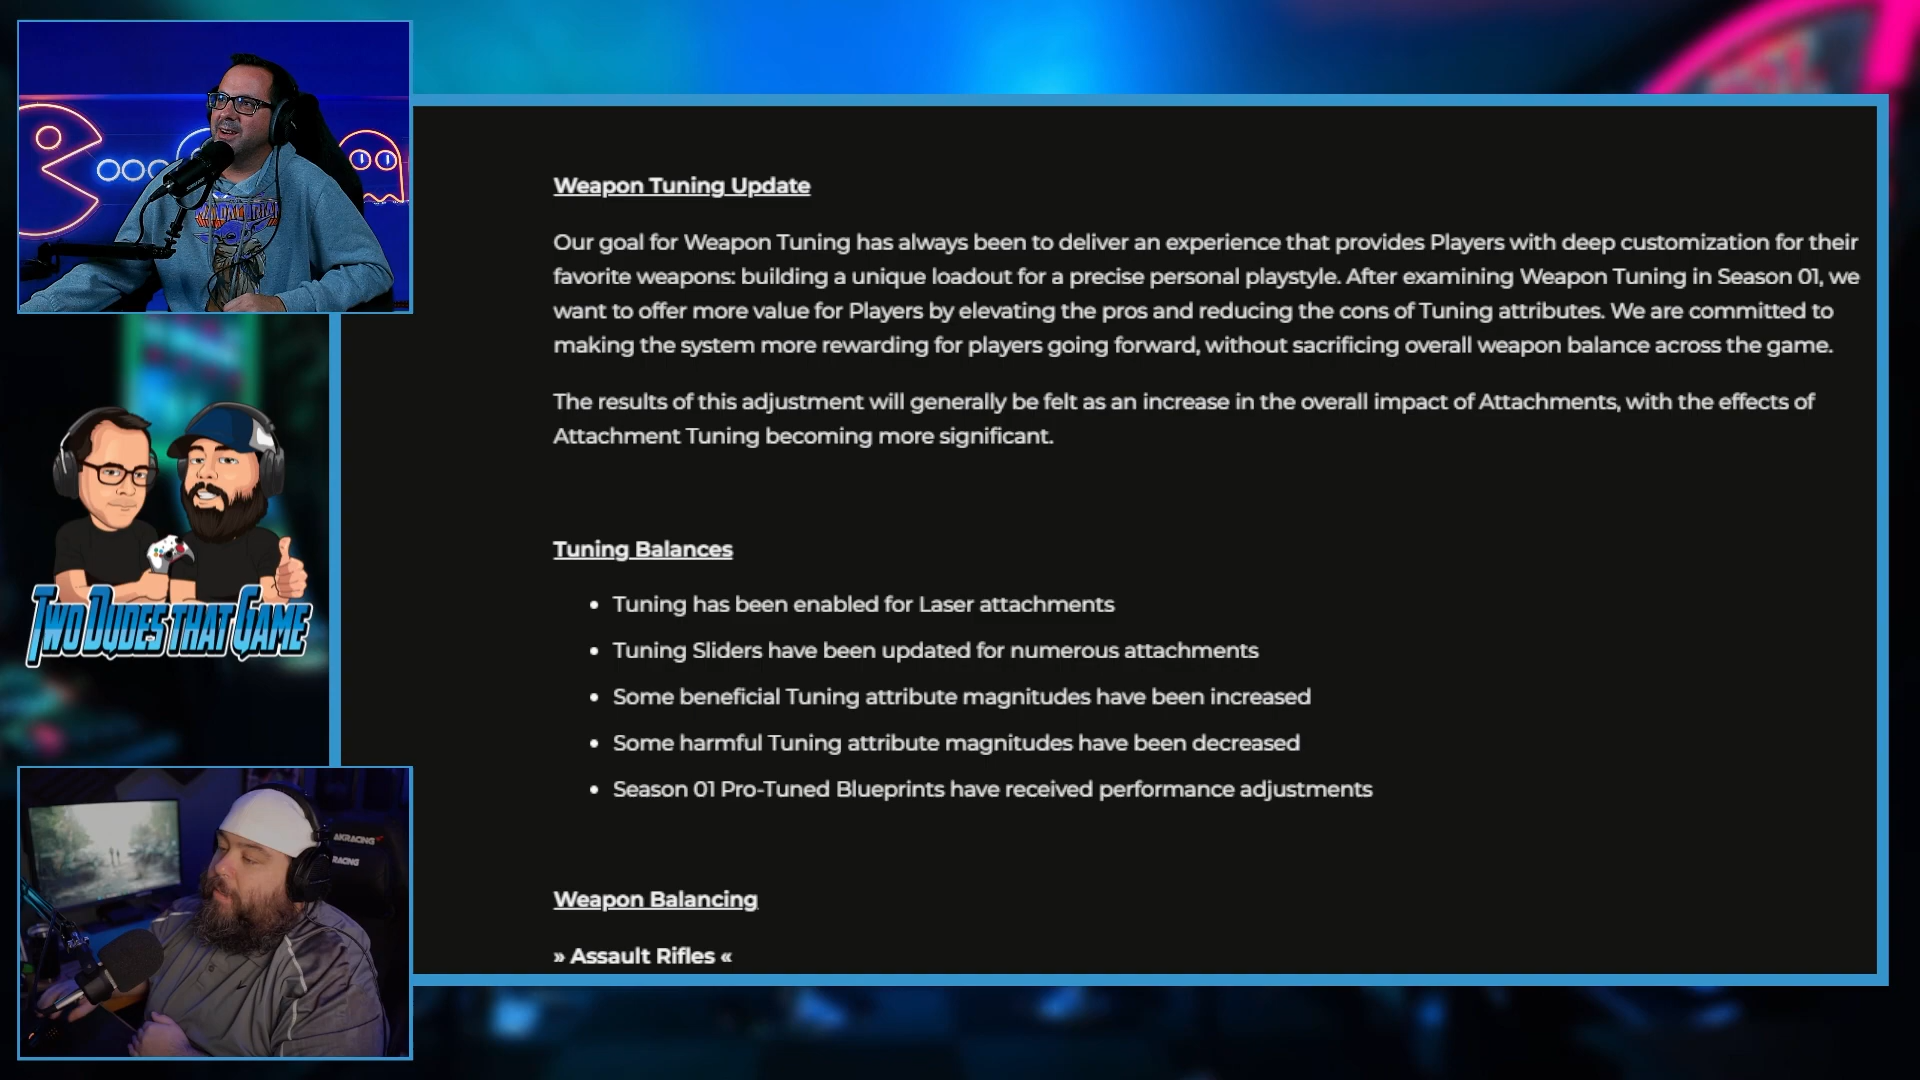 Weapon Tuning Update
Our goal for Weapon Tuning has always been to deliver an experience that provides Players with deep customization for their
favorite weapons: building a unique loadout for a precise personal playstyle. After examining Weapon Tuning in Season 01, we
want to offer more value for Players by elevating the pros and reducing the cons of Tuning attributes. We are committed to
making the system more rewarding for players going forward, without sacrificing overall weapon balance across the game.
The results of this adjustment will generally be felt as an increase in the overall impact of Attachments, with the effects of
Attachment Tuning becoming more significant.
Tuning Balances
• Tuning has been enabled for Laser attachments
• Tuning Sliders have been updated for numerous attachments
• Some beneficial Tuning attribute magnitudes have been increased
• Some harmful Tuning attribute magnitudes have been decreased
• Season 01 Pro-Tuned Blueprints have received performance adjustments
Weapon Balancing
» Assault Rifles «
TWO DUDES THAT GAME
AKRACING
RACING